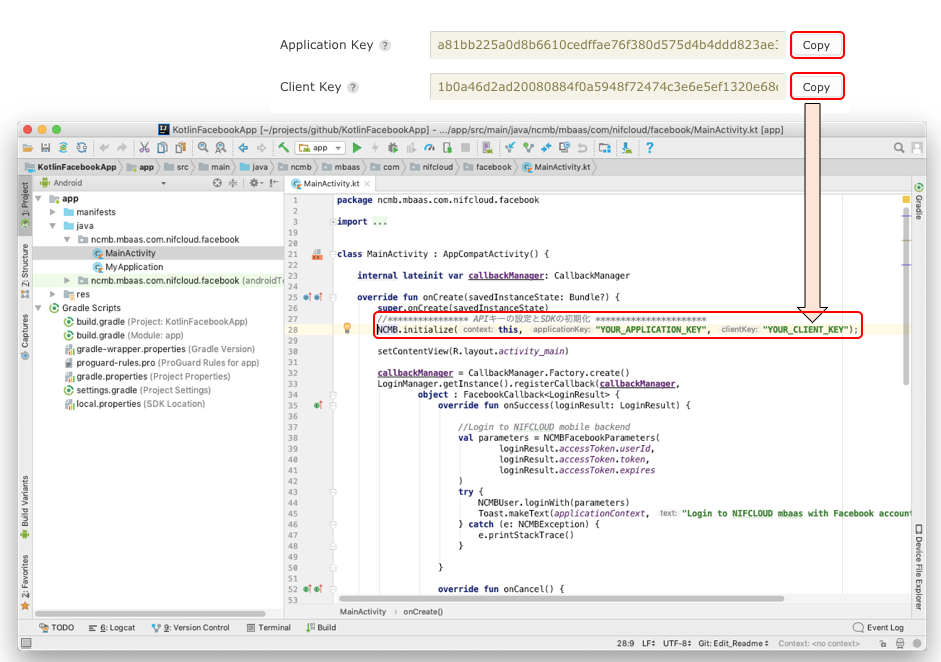 Application Key ?
a81bb225a0d8b6610cedffae76f380d575d4b4ddd823ae
Copy
Client Key ?
1b0a46d2ad20080884f0a5948f72474c3e6e5ef1320e68
Copy
KotlinFacebookApp [~/projects/github/KotlinFacebookApp] - .../app/src/main/java/ncmb/mbaas/com/nifcloud/facebook/MainActivity.kt [app]
app
KotlinFacebookApp
app
src
main
java
ncmb
mbaas
com
nifcloud
facebook
MainActivity.kt
Android
MainActivity.kt
1: Project
Z: Structure
Captures
Build Variants
2: Favorites
app
manifests
java
ncmb.mbaas.com.nifcloud.facebook
MainActivity
MyApplication
ncmb.mbaas.com.nifcloud.facebook (androidTe
res
Gradle Scripts
build.gradle (Project: KotlinFacebookApp)
build.gradle (Module: app)
gradle-wrapper.properties (Gradle Version)
proguard-rules.pro (ProGuard Rules for app)
gradle.properties (Project Properties)
settings.gradle (Project Settings)
local.properties (SDK Location)
1 package ncmb.mbaas.com.nifcloud.facebook
2
3 import ...
19
20
21 class MainActivity : AppCompatActivity() {
22
23 internal lateinit var callbackManager: CallbackManager
24
25 override fun onCreate(savedInstanceState: Bundle?) {
26 super.onCreate(savedInstanceState)
27 //**************** APIキーの設定とSDKの初期化 **********************
28 NCMB.initialize( context: this, applicationKey: "YOUR_APPLICATION_KEY", clientKey: "YOUR_CLIENT_KEY");
29
30 setContentView(R.layout.activity_main)
31
32 callbackManager = CallbackManager.Factory.create()
33 LoginManager.getInstance().registerCallback(callbackManager,
34 object : FacebookCallback<LoginResult> {
35 override fun onSuccess(loginResult: LoginResult) {
36
37 //Login to NIFCLOUD mobile backend
38 val parameters = NCMBFacebookParameters(
39 loginResult.accessToken.userId,
40 loginResult.accessToken.token,
41 loginResult.accessToken.expires
42 )
43 try {
44 NCMBUser.loginWith(parameters)
45 Toast.makeText(applicationContext, text: "Login to NIFCLOUD mbaas with Facebook account
46 } catch (e: NCMBException) {
47 e.printStackTrace()
48 }
49
50 }
51
52 override fun onCancel() {
53
Gradle
Device File Explorer
MainActivity › onCreate()
TODO
6: Logcat
9: Version Control
Terminal
Build
Event Log
28:9 LF UTF-8 Git: Edit_Readme Context: <no context>